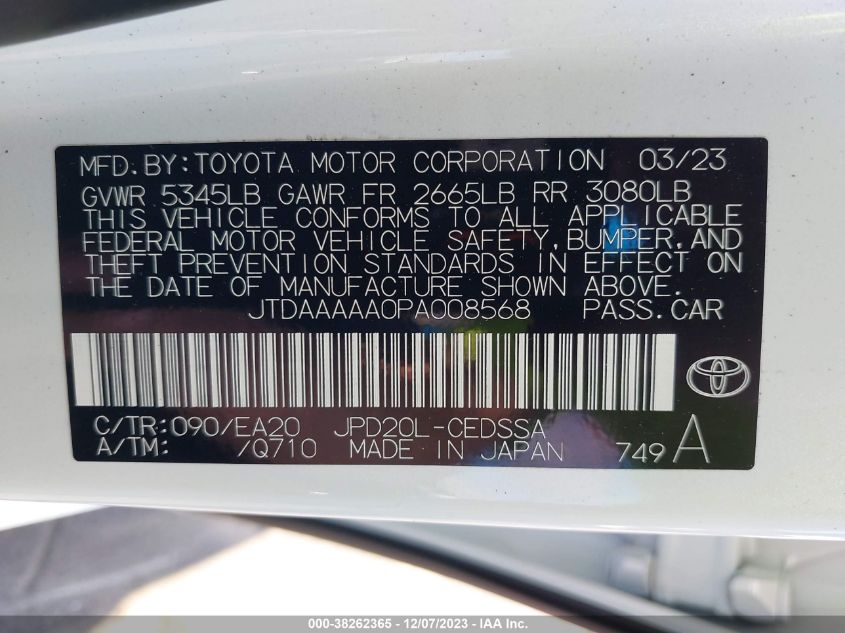 MFD.BY:TOYOTA MOTOR CORPORATION 03/23
GVWR 5345LB GAWR FR 2665LB RR 3080LB
THIS VEHICLE CONFORMS TO ALL APPLICABLE
FEDERAL MOTOR VEHICLE SAFETY,BUMPER,AND
THEFT PREVENTION STANDARDS IN EFFECT ON
THE DATE OF MANUFACTURE SHOWN ABOVE.
JTDAAAAA0PA008568 PASS.CAR
C/TR:090/EA20 JPD20L-CEDSSA
A/TM: /Q710 MADE IN JAPAN 749A
000-38262365 - 12/07/2023 - IAA Inc.